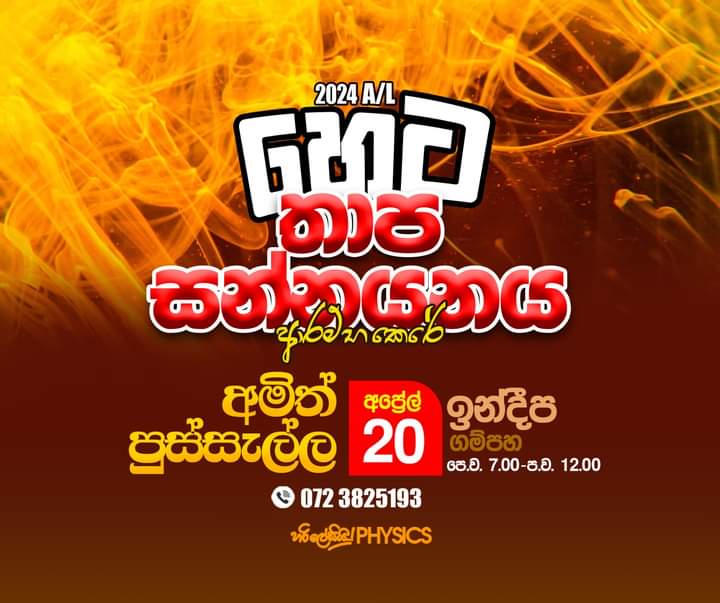 2024 A/L
හෙට
තාප
සන්නයනය
ආරම්භ කෙරේ
අමිත්
පුස්සැල්ල
අප්‍රේල්
20
ඉන්දීප
ගම්පහ
පෙ.ව. 7.00-ප.ව. 12.00
072 3825193
PHYSICS